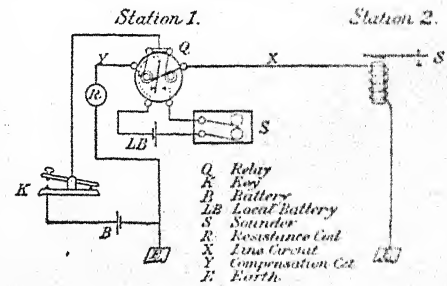 Station 1.
Station 2.
Q
Y
X
S
R
LB
S
K
B
E
E
Q Relay
K Key
B Battery
LB Local Battery
S Sounder
R Resistance Coil
X Line Circuit
Y Compensation Cct
E Earth.